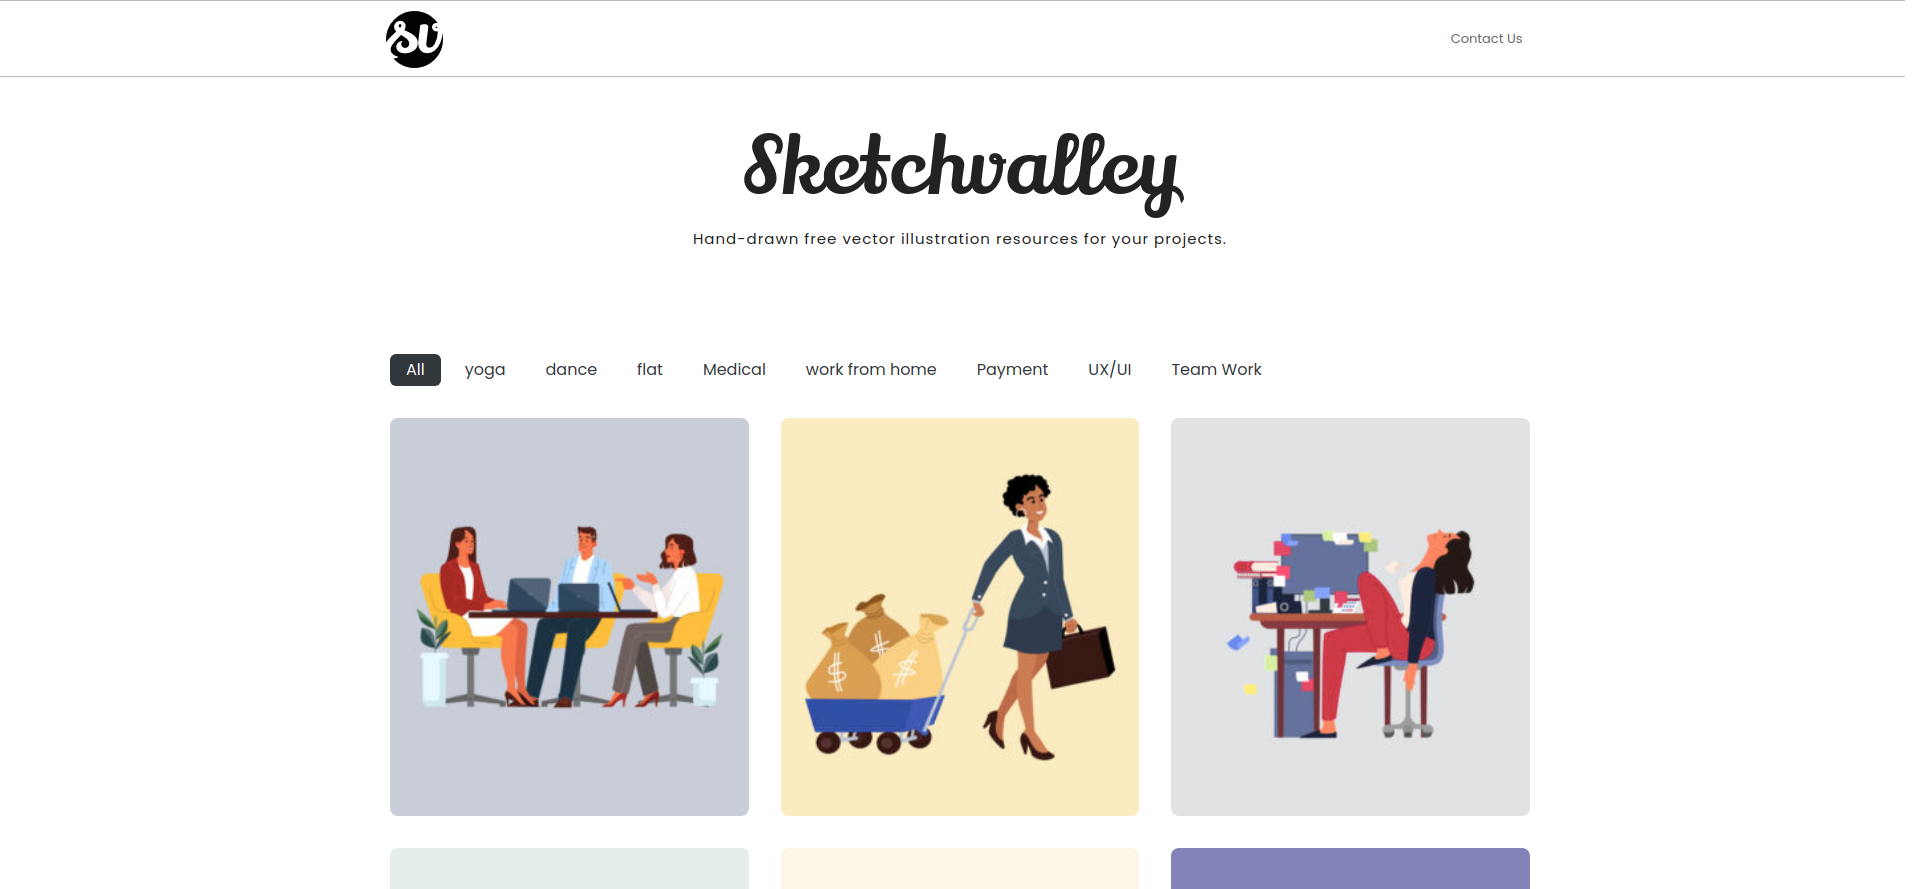 sv
Contact Us
Sketchvalley
Hand-drawn free vector illustration resources for your projects.
All yoga dance flat Medical work from home Payment UX/UI Team Work
$ $ $